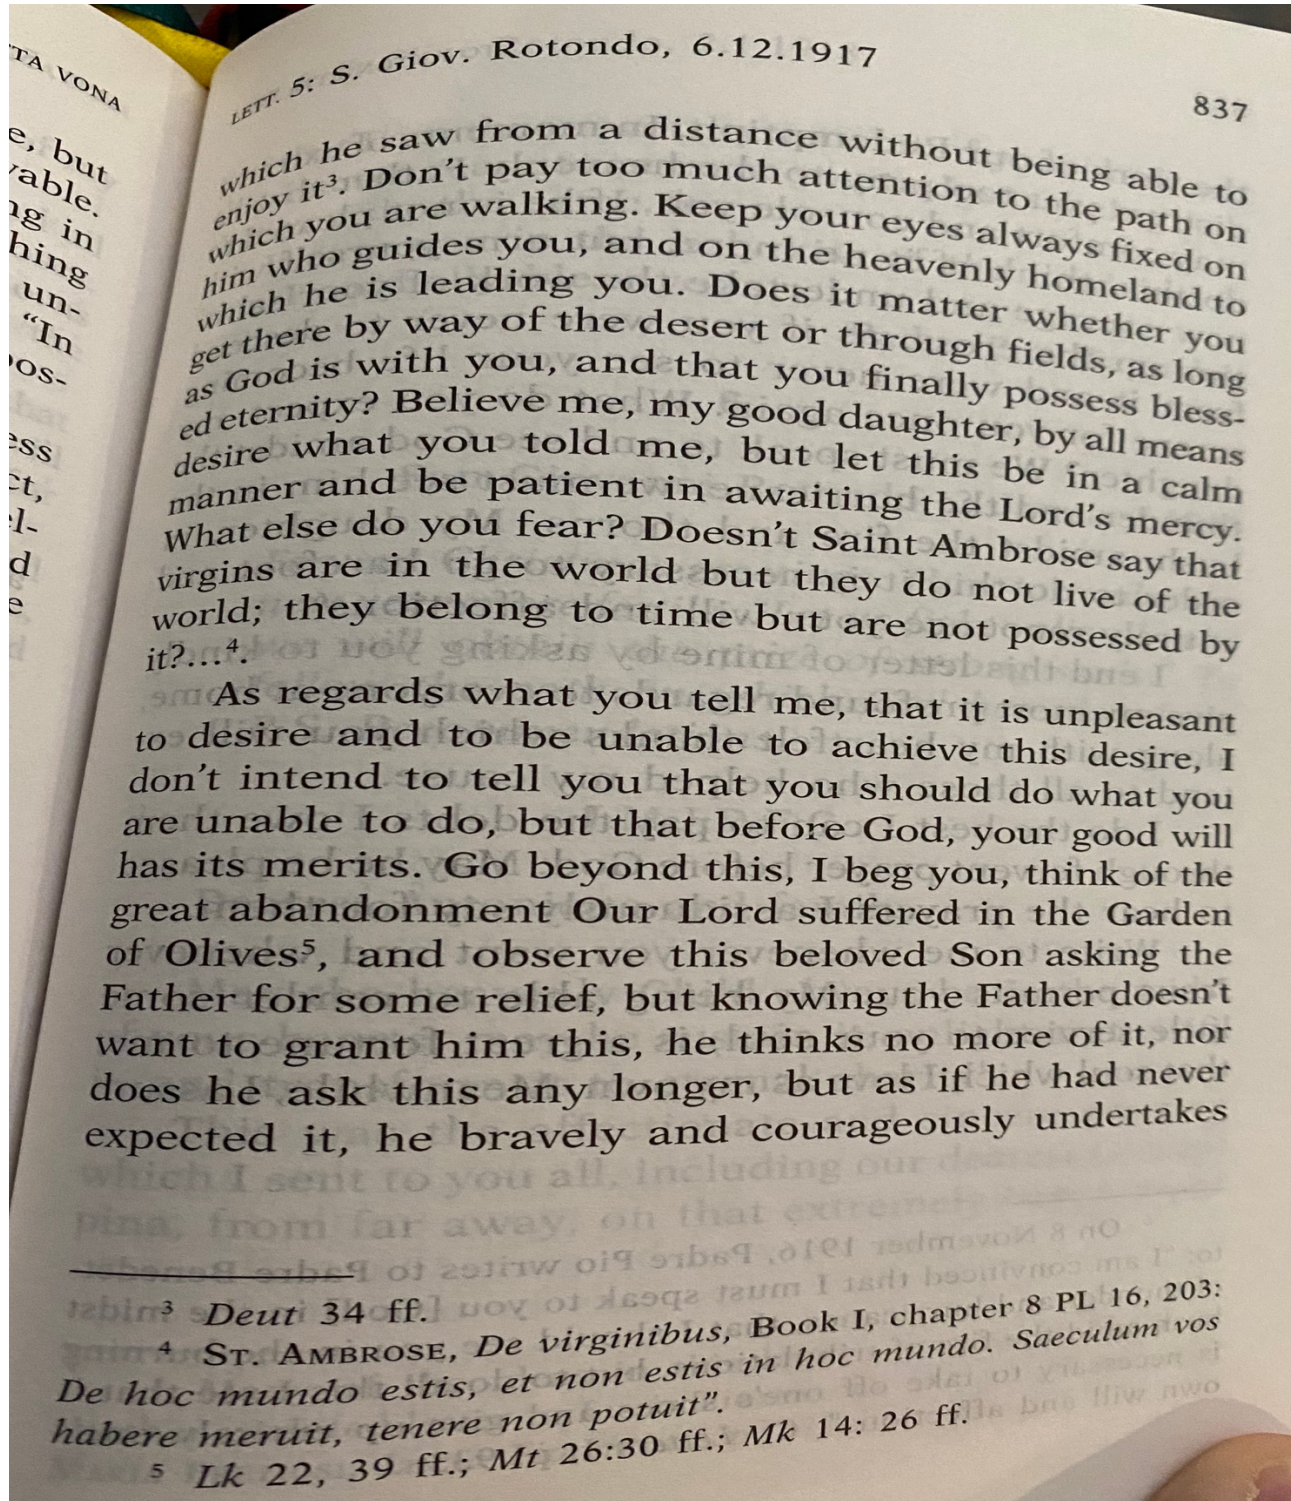 TA VONA
e, but
vable.
ng in
hing
un-
"In
pos-
ess
ct,
el-
d
e
LETT. 5: S. Giov. Rotondo, 6.12.1917
837
which he saw from a distance without being able to
enjoy it³. Don't pay too much attention to the path on
which you are walking. Keep your eyes always fixed on
him who guides you, and on the heavenly homeland to
which he is leading you. Does it matter whether you
get there by way of the desert or through fields, as long
as God is with you, and that you finally possess bless-
ed eternity? Believe me, my good daughter, by all means
desire what you told me, but let this be in a calm
manner and be patient in awaiting the Lord's mercy.
What else do you fear? Doesn't Saint Ambrose say that
virgins are in the world but they do not live of the
world; they belong to time but are not possessed by
it?...⁴.
As regards what you tell me, that it is unpleasant
to desire and to be unable to achieve this desire, I
don't intend to tell you that you should do what you
are unable to do, but that before God, your good will
has its merits. Go beyond this, I beg you, think of the
great abandonment Our Lord suffered in the Garden
of Olives⁵, and observe this beloved Son asking the
Father for some relief, but knowing the Father doesn't
want to grant him this, he thinks no more of it, nor
does he ask this any longer, but as if he had never
expected it, he bravely and courageously undertakes
³ Deut 34 ff.
⁴ ST. AMBROSE, De virginibus, Book I, chapter 8 PL 16, 203:
De hoc mundo estis, et non estis in hoc mundo. Saeculum vos
habere meruit, tenere non potuit".
⁵ Lk 22, 39 ff.; Mt 26:30 ff.; Mk 14: 26 ff.